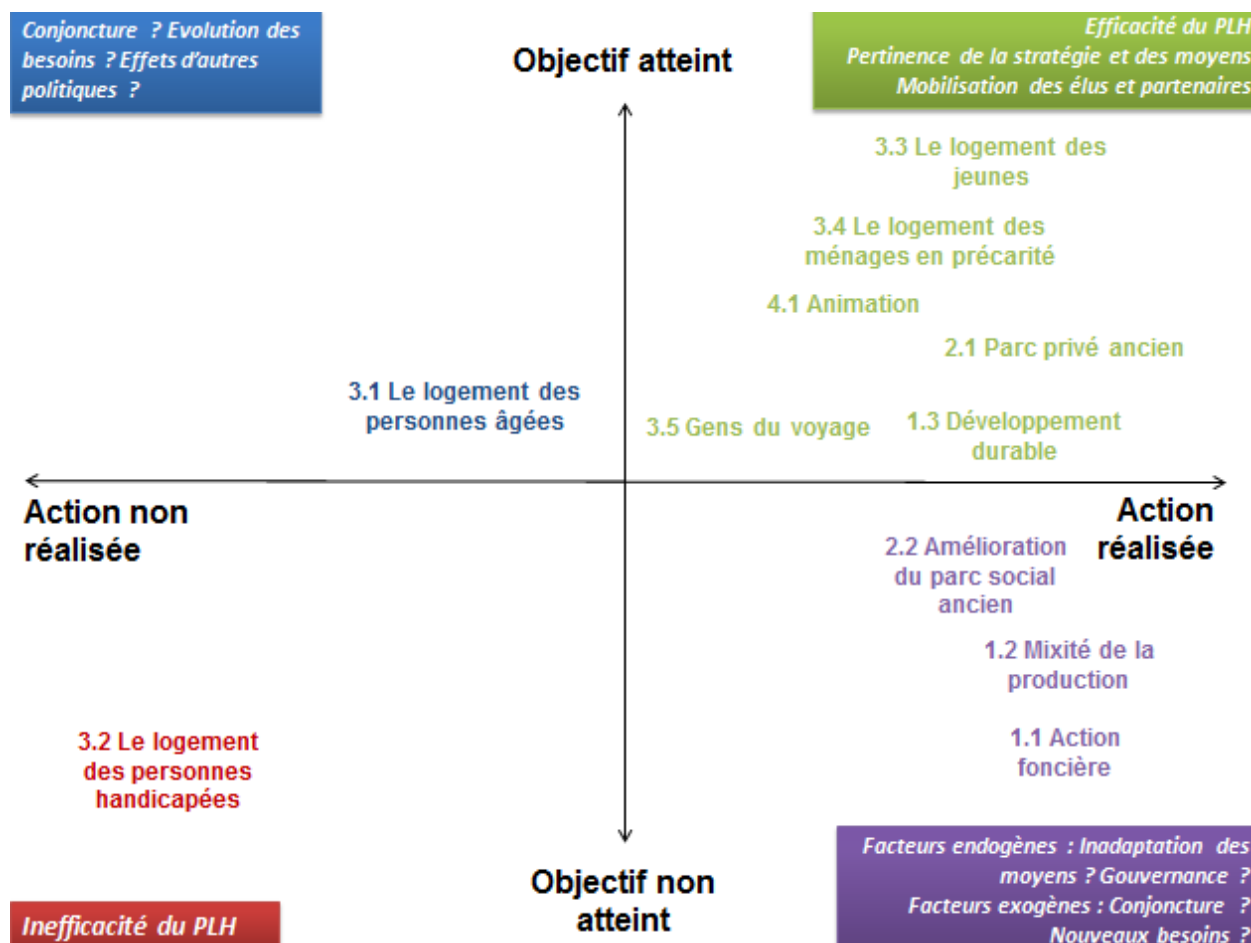 Conjoncture ? Evolution des
besoins ? Effets d'autres
politiques ?
Objectif atteint
Efficacité du PLH
Pertinence de la stratégie et des moyens
Mobilisation des élus et partenaires
3.3 Le logement des
jeunes
3.4 Le logement des
ménages en précarité
4.1 Animation
2.1 Parc privé ancien
3.1 Le logement des
personnes âgées
3.5 Gens du voyage
1.3 Développement
durable
Action non
réalisée
Action
réalisée
2.2 Amélioration
du parc social
ancien
1.2 Mixité de la
production
1.1 Action
foncière
3.2 Le logement
des personnes
handicapées
Objectif non
atteint
Inefficacité du PLH
Facteurs endogènes : Inadaptation des
moyens ? Gouvernance ?
Facteurs exogènes : Conjoncture ?
Nouveaux besoins ?